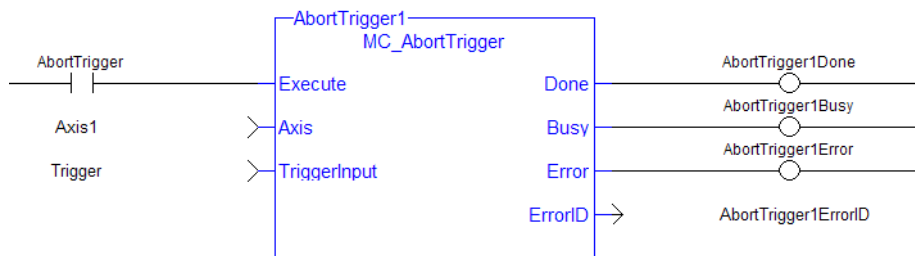 AbortTrigger1
MC_AbortTrigger
AbortTrigger
Execute
Done
AbortTrigger1Done
Axis1
Axis
Busy
AbortTrigger1Busy
Trigger
TriggerInput
Error
AbortTrigger1Error
ErrorID
AbortTrigger1ErrorID